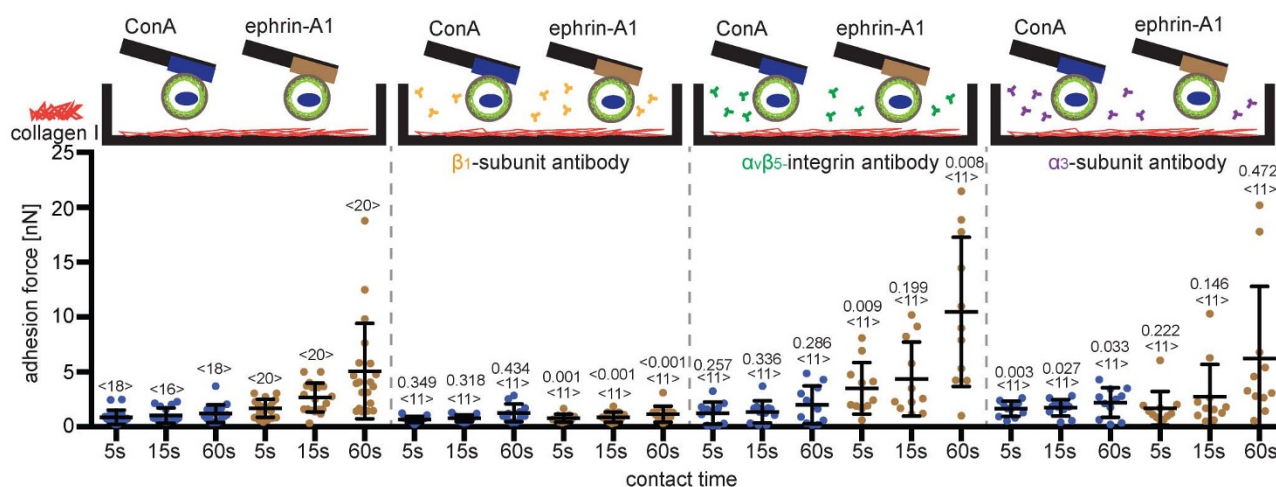 ConA ephrin-A1 ConA ephrin-A1 ConA ephrin-A1 ConA ephrin-A1
collagen I
β1-subunit antibody αvβ5-integrin antibody α3-subunit antibody
adhesion force [nN]
25
20
15
10
5
0
<18> <16> <18> <20> <20> <20>
0.349 0.318 0.434 0.001 <0.001 <0.001
<11> <11> <11> <11> <11> <11>
0.257 0.336 0.286 0.009 0.199 0.008
<11> <11> <11> <11> <11> <11>
0.003 0.027 0.033 0.222 0.146 0.472
<11> <11> <11> <11> <11> <11>
5s 15s 60s 5s 15s 60s 5s 15s 60s 5s 15s 60s 5s 15s 60s 5s 15s 60s 5s 15s 60s 5s 15s 60s
contact time